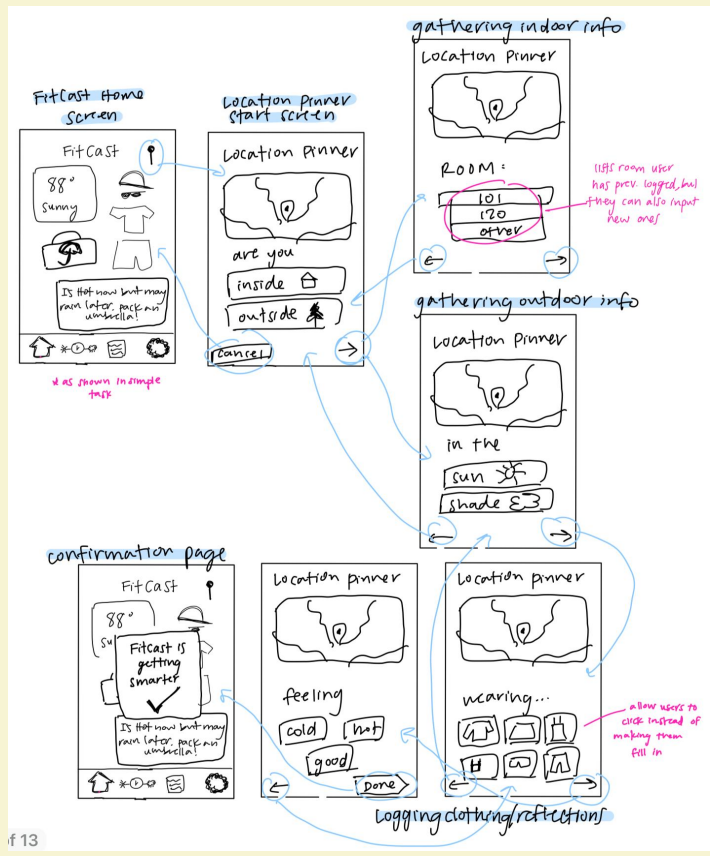 FitCast Home
Screen
FitCast
88°
sunny
Is Hot now but may
rain later. pack an
umbrella!
* as shown in simple
task
Location Pinner
start screen
Location Pinner
are you
inside
outside
cancel
gathering indoor info
Location Pinner
ROOM:
101
120
other
lists room user
has prev. logged, but
they can also input
new ones
gathering outdoor info
Location Pinner
in the
sun
shade
confirmation page
FitCast
88°
su
FitCast is
getting
smarter
Is Hot now but may
rain later. pack an
umbrella!
Location Pinner
feeling
cold
hot
good
Done
Location Pinner
wearing...
allow users to
click instead of
making them
fill in
Logging clothing/reflections
of 13